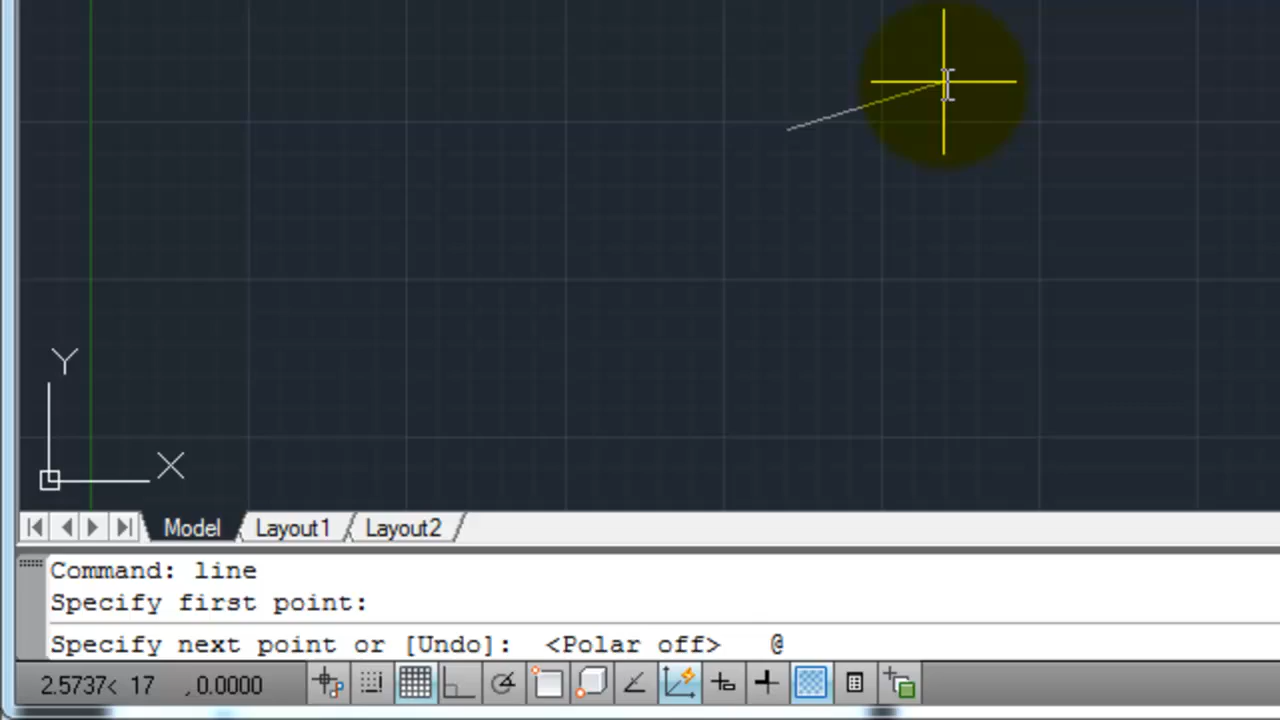 Y
X
Model Layout1 Layout2
Command: line
Specify first point:
Specify next point or [Undo]: <Polar off> @
2.5737< 17 , 0.0000